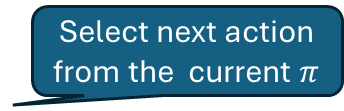 Select next action
from the current π